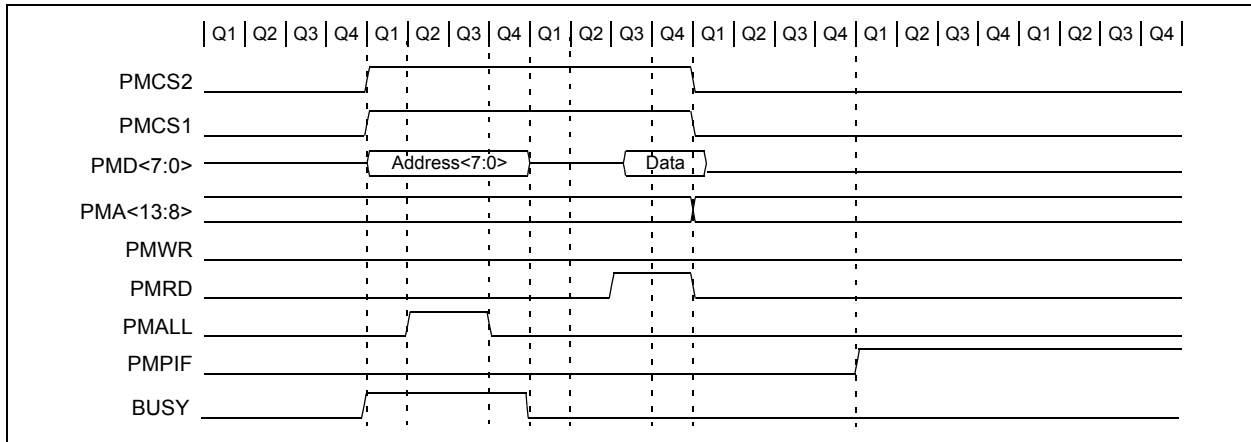 Q1 Q2 Q3 Q4 Q1 Q2 Q3 Q4 Q1 Q2 Q3 Q4 Q1 Q2 Q3 Q4 Q1 Q2 Q3 Q4 Q1 Q2 Q3 Q4
PMCS2
PMCS1
PMD<7:0> Address<7:0> Data
PMA<13:8>
PMWR
PMRD
PMALL
PMPIF
BUSY